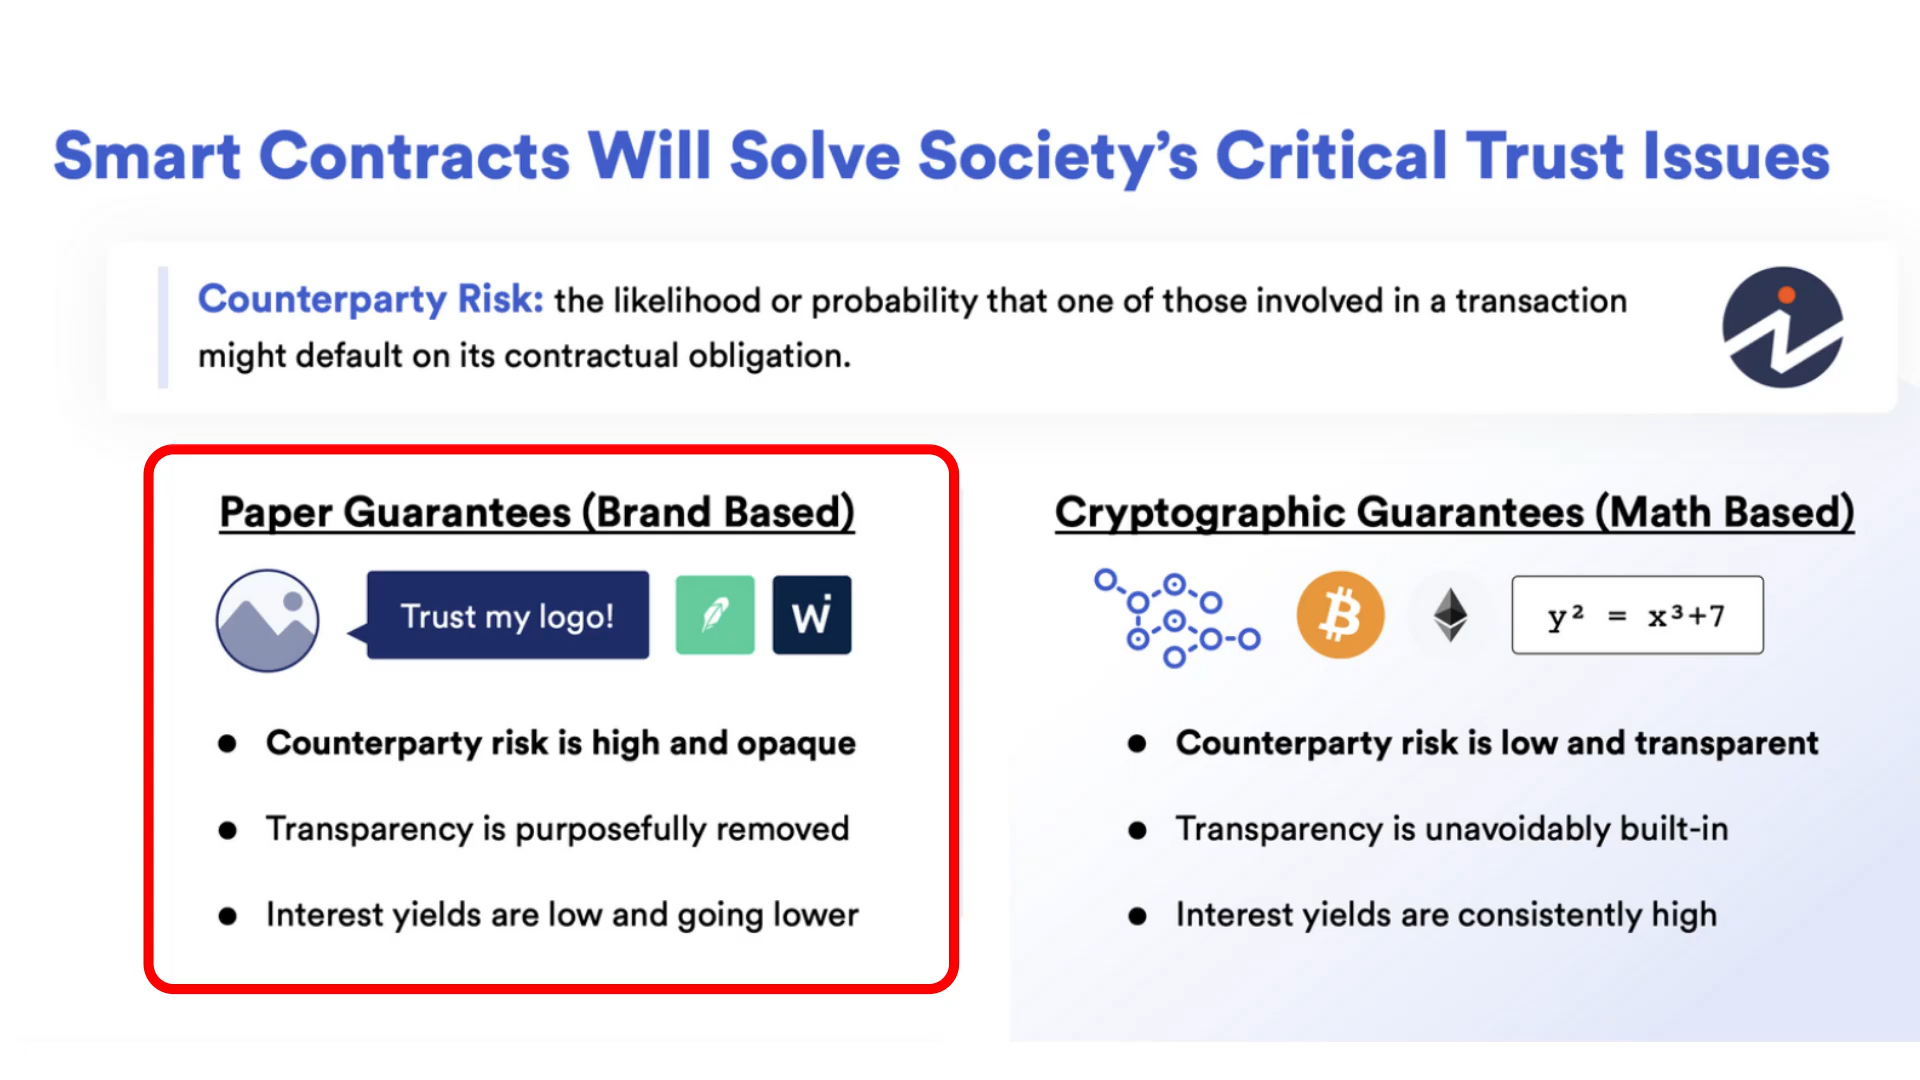 Smart Contracts Will Solve Society’s Critical Trust Issues
Counterparty Risk: the likelihood or probability that one of those involved in a transaction
might default on its contractual obligation.
Paper Guarantees (Brand Based)
Trust my logo!
W
Counterparty risk is high and opaque
Transparency is purposefully removed
Interest yields are low and going lower
Cryptographic Guarantees (Math Based)
y² = x³+7
Counterparty risk is low and transparent
Transparency is unavoidably built-in
Interest yields are consistently high